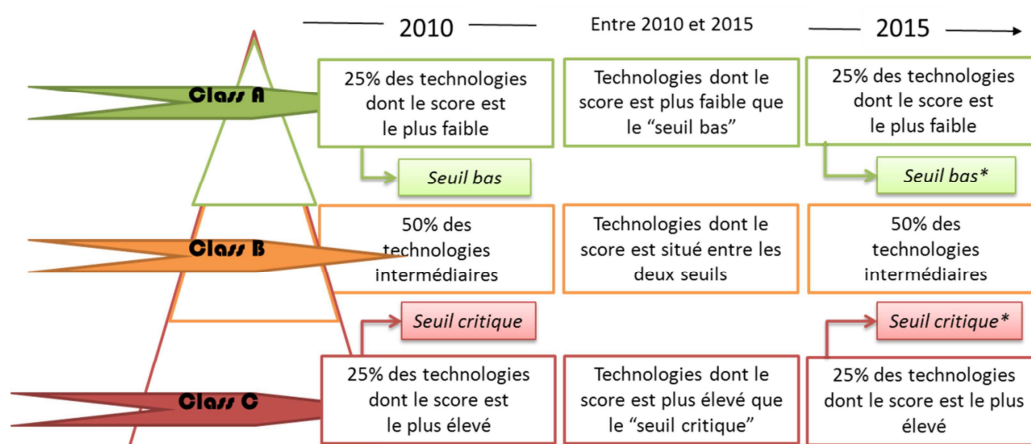 2010
Entre 2010 et 2015
2015
Class A
25% des technologies
dont le score est
le plus faible
Technologies dont le
score est plus faible que
le “seuil bas”
25% des technologies
dont le score est
le plus faible
Seuil bas
Seuil bas*
Class B
50% des
technologies
intermédiaires
Technologies dont le
score est situé entre les
deux seuils
50% des
technologies
intermédiaires
Seuil critique
Seuil critique*
Class C
25% des technologies
dont le score est
le plus élevé
Technologies dont le
score est plus élevé que
le “seuil critique”
25% des technologies
dont le score est le plus
élevé